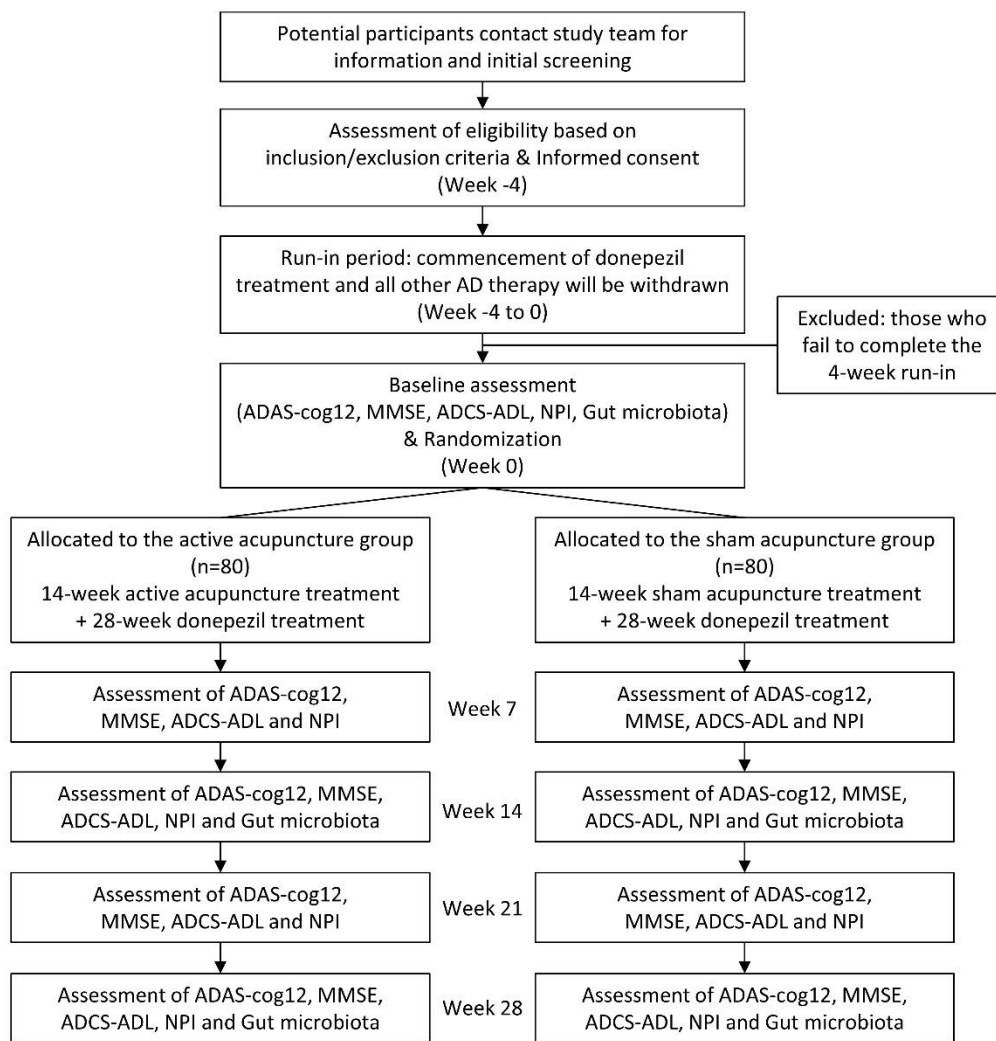 Potential participants contact study team for
information and initial screening
Assessment of eligibility based on
inclusion/exclusion criteria & Informed consent
(Week -4)
Run-in period: commencement of donepezil
treatment and all other AD therapy will be withdrawn
(Week -4 to 0)
Excluded: those who
fail to complete the
4-week run-in
Baseline assessment
(ADAS-cog12, MMSE, ADCS-ADL, NPI, Gut microbiota)
& Randomization
(Week 0)
Allocated to the active acupuncture group
(n=80)
14-week active acupuncture treatment
+ 28-week donepezil treatment
Allocated to the sham acupuncture group
(n=80)
14-week sham acupuncture treatment
+ 28-week donepezil treatment
Assessment of ADAS-cog12,
MMSE, ADCS-ADL and NPI
Week 7
Assessment of ADAS-cog12,
MMSE, ADCS-ADL and NPI
Assessment of ADAS-cog12, MMSE,
ADCS-ADL, NPI and Gut microbiota
Week 14
Assessment of ADAS-cog12, MMSE,
ADCS-ADL, NPI and Gut microbiota
Assessment of ADAS-cog12,
MMSE, ADCS-ADL and NPI
Week 21
Assessment of ADAS-cog12,
MMSE, ADCS-ADL and NPI
Assessment of ADAS-cog12, MMSE,
ADCS-ADL, NPI and Gut microbiota
Week 28
Assessment of ADAS-cog12, MMSE,
ADCS-ADL, NPI and Gut microbiota